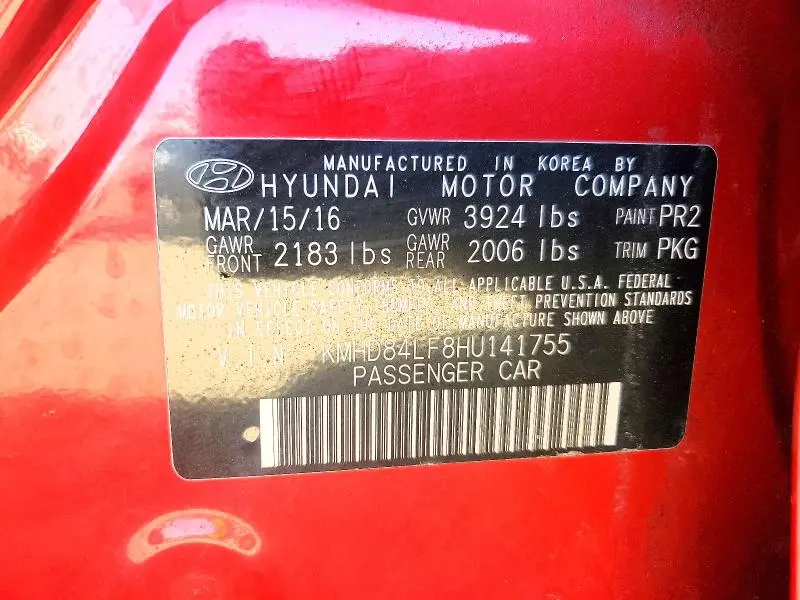 MANUFACTURED IN KOREA BY
HYUNDAI MOTOR COMPANY
MAR/15/16 GVWR 3924 lbs PAINT PR2
GAWR FRONT 2183 lbs GAWR REAR 2006 lbs TRIM PKG
THIS VEHICLE CONFORMS TO ALL APPLICABLE U.S.A. FEDERAL
MOTOR VEHICLE SAFETY, BUMPER, AND THEFT PREVENTION STANDARDS
IN EFFECT ON THE DATE OF MANUFACTURE SHOWN ABOVE
V.I.N KMHD84LF8HU141755
PASSENGER CAR